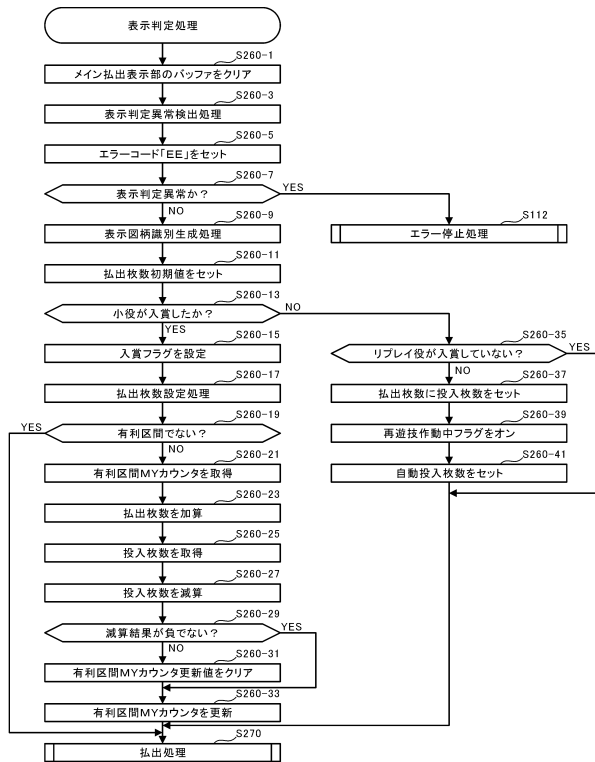 表示判定処理
S260-1
メイン払出表示部のバッファをクリア
S260-3
表示判定異常検出処理
S260-5
エラーコード「EE」をセット
S260-7
表示判定異常か？
YES
NO
S260-9
表示図柄識別生成処理
S112
エラー停止処理
S260-11
払出枚数初期値をセット
S260-13
小役が入賞したか？
NO
YES
S260-15
入賞フラグを設定
S260-35
リプレイ役が入賞していない？
YES
NO
S260-17
払出枚数設定処理
S260-37
払出枚数に投入枚数をセット
S260-19
YES
有利区間でない？
NO
S260-39
再遊技作動中フラグをオン
S260-21
有利区間MYカウンタを取得
S260-41
自動投入枚数をセット
S260-23
払出枚数を加算
S260-25
投入枚数を取得
S260-27
投入枚数を減算
S260-29
減算結果が負でない？
YES
NO
S260-31
有利区間MYカウンタ更新値をクリア
S260-33
有利区間MYカウンタを更新
S270
払出処理